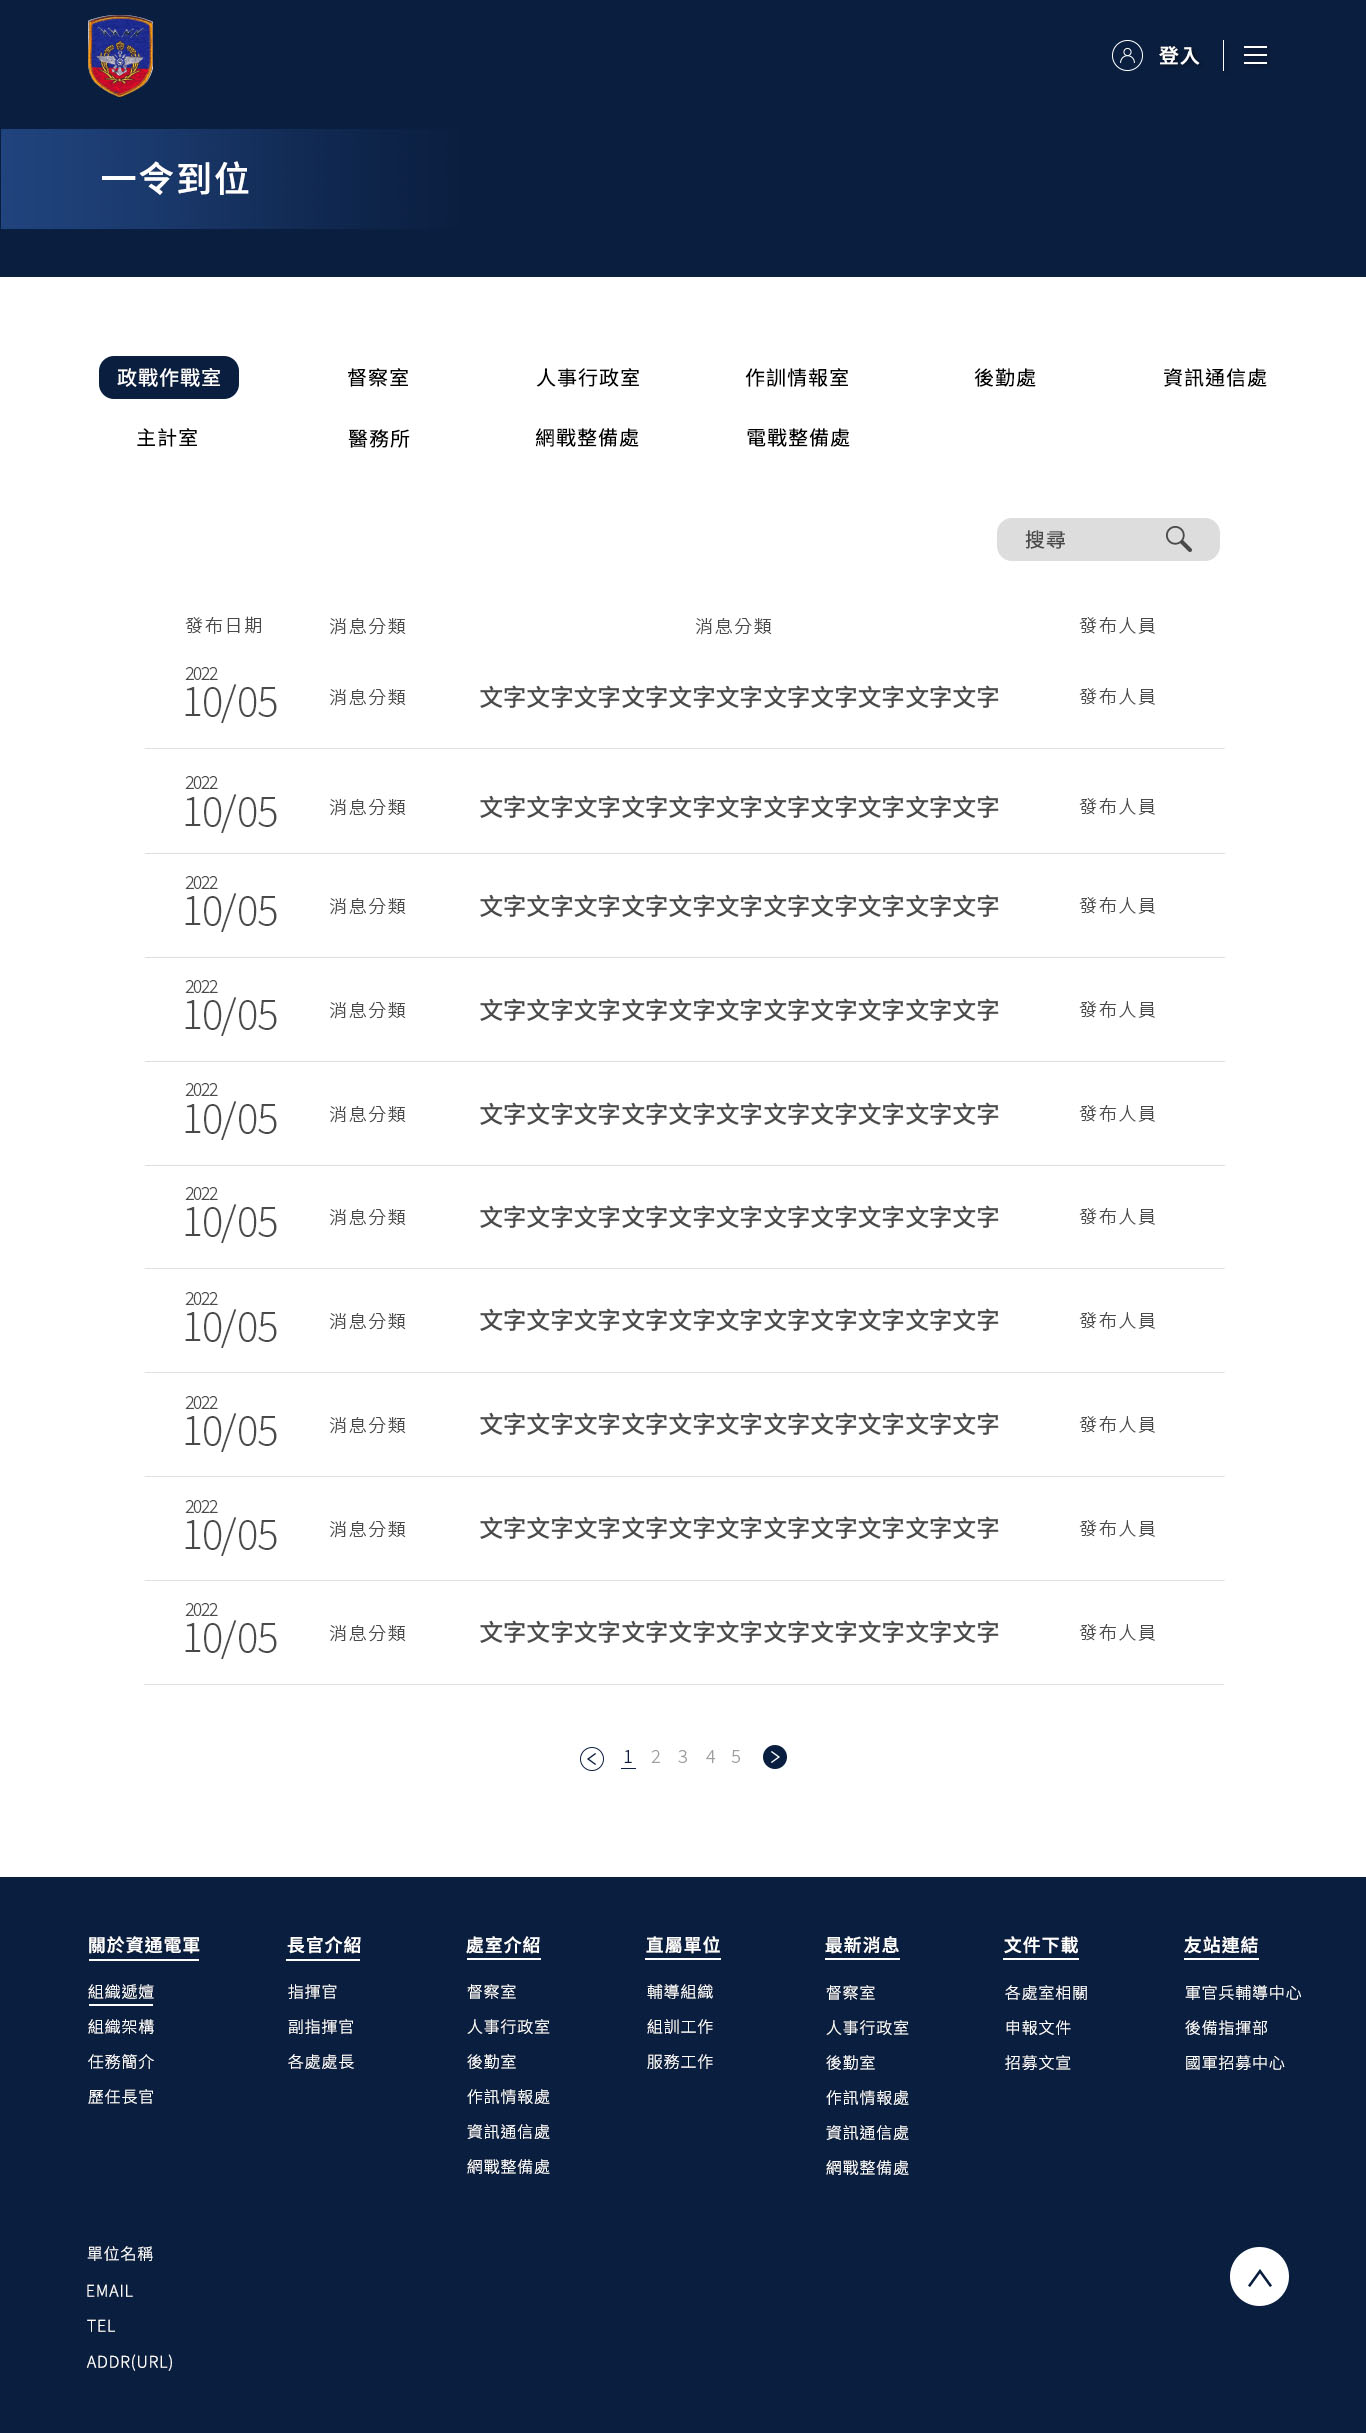 登入
一令到位
政戰作戰室 督察室 人事行政室 作訓情報室 後勤處 資訊通信處
主計室 醫務所 網戰整備處 電戰整備處
搜尋
發布日期 消息分類 消息分類 發布人員
2022
10/05 消息分類 文字文字文字文字文字文字文字文字文字文字文字 發布人員
2022
10/05 消息分類 文字文字文字文字文字文字文字文字文字文字文字 發布人員
2022
10/05 消息分類 文字文字文字文字文字文字文字文字文字文字文字 發布人員
2022
10/05 消息分類 文字文字文字文字文字文字文字文字文字文字文字 發布人員
2022
10/05 消息分類 文字文字文字文字文字文字文字文字文字文字文字 發布人員
2022
10/05 消息分類 文字文字文字文字文字文字文字文字文字文字文字 發布人員
2022
10/05 消息分類 文字文字文字文字文字文字文字文字文字文字文字 發布人員
2022
10/05 消息分類 文字文字文字文字文字文字文字文字文字文字文字 發布人員
2022
10/05 消息分類 文字文字文字文字文字文字文字文字文字文字文字 發布人員
2022
10/05 消息分類 文字文字文字文字文字文字文字文字文字文字文字 發布人員
1 2 3 4 5
關於資通電軍
組織遞嬗
組織架構
任務簡介
歷任長官
長官介紹
指揮官
副指揮官
各處處長
處室介紹
督察室
人事行政室
後勤室
作訊情報處
資訊通信處
網戰整備處
直屬單位
輔導組織
組訓工作
服務工作
最新消息
督察室
人事行政室
後勤室
作訊情報處
資訊通信處
網戰整備處
文件下載
各處室相關
申報文件
招募文宣
友站連結
軍官兵輔導中心
後備指揮部
國軍招募中心
單位名稱
EMAIL
TEL
ADDR(URL)